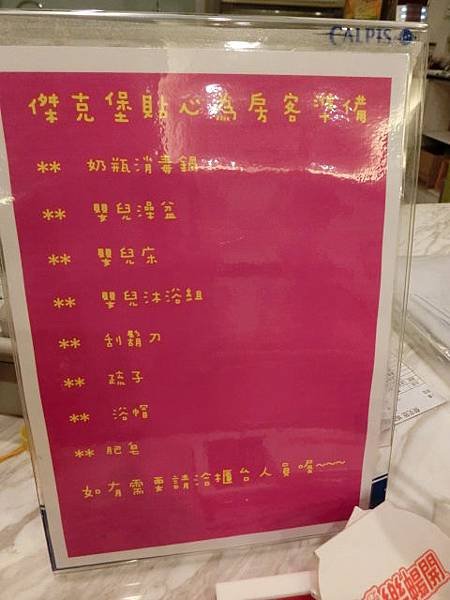 CALPIS
傑克堡貼心為房客準備
** 奶瓶消毒鍋
** 嬰兒澡盆
** 嬰兒床
** 嬰兒沐浴組
** 刮鬍刀
** 疏子
** 浴帽
** 肥皂
如有需要請洽櫃台人員喔~~~